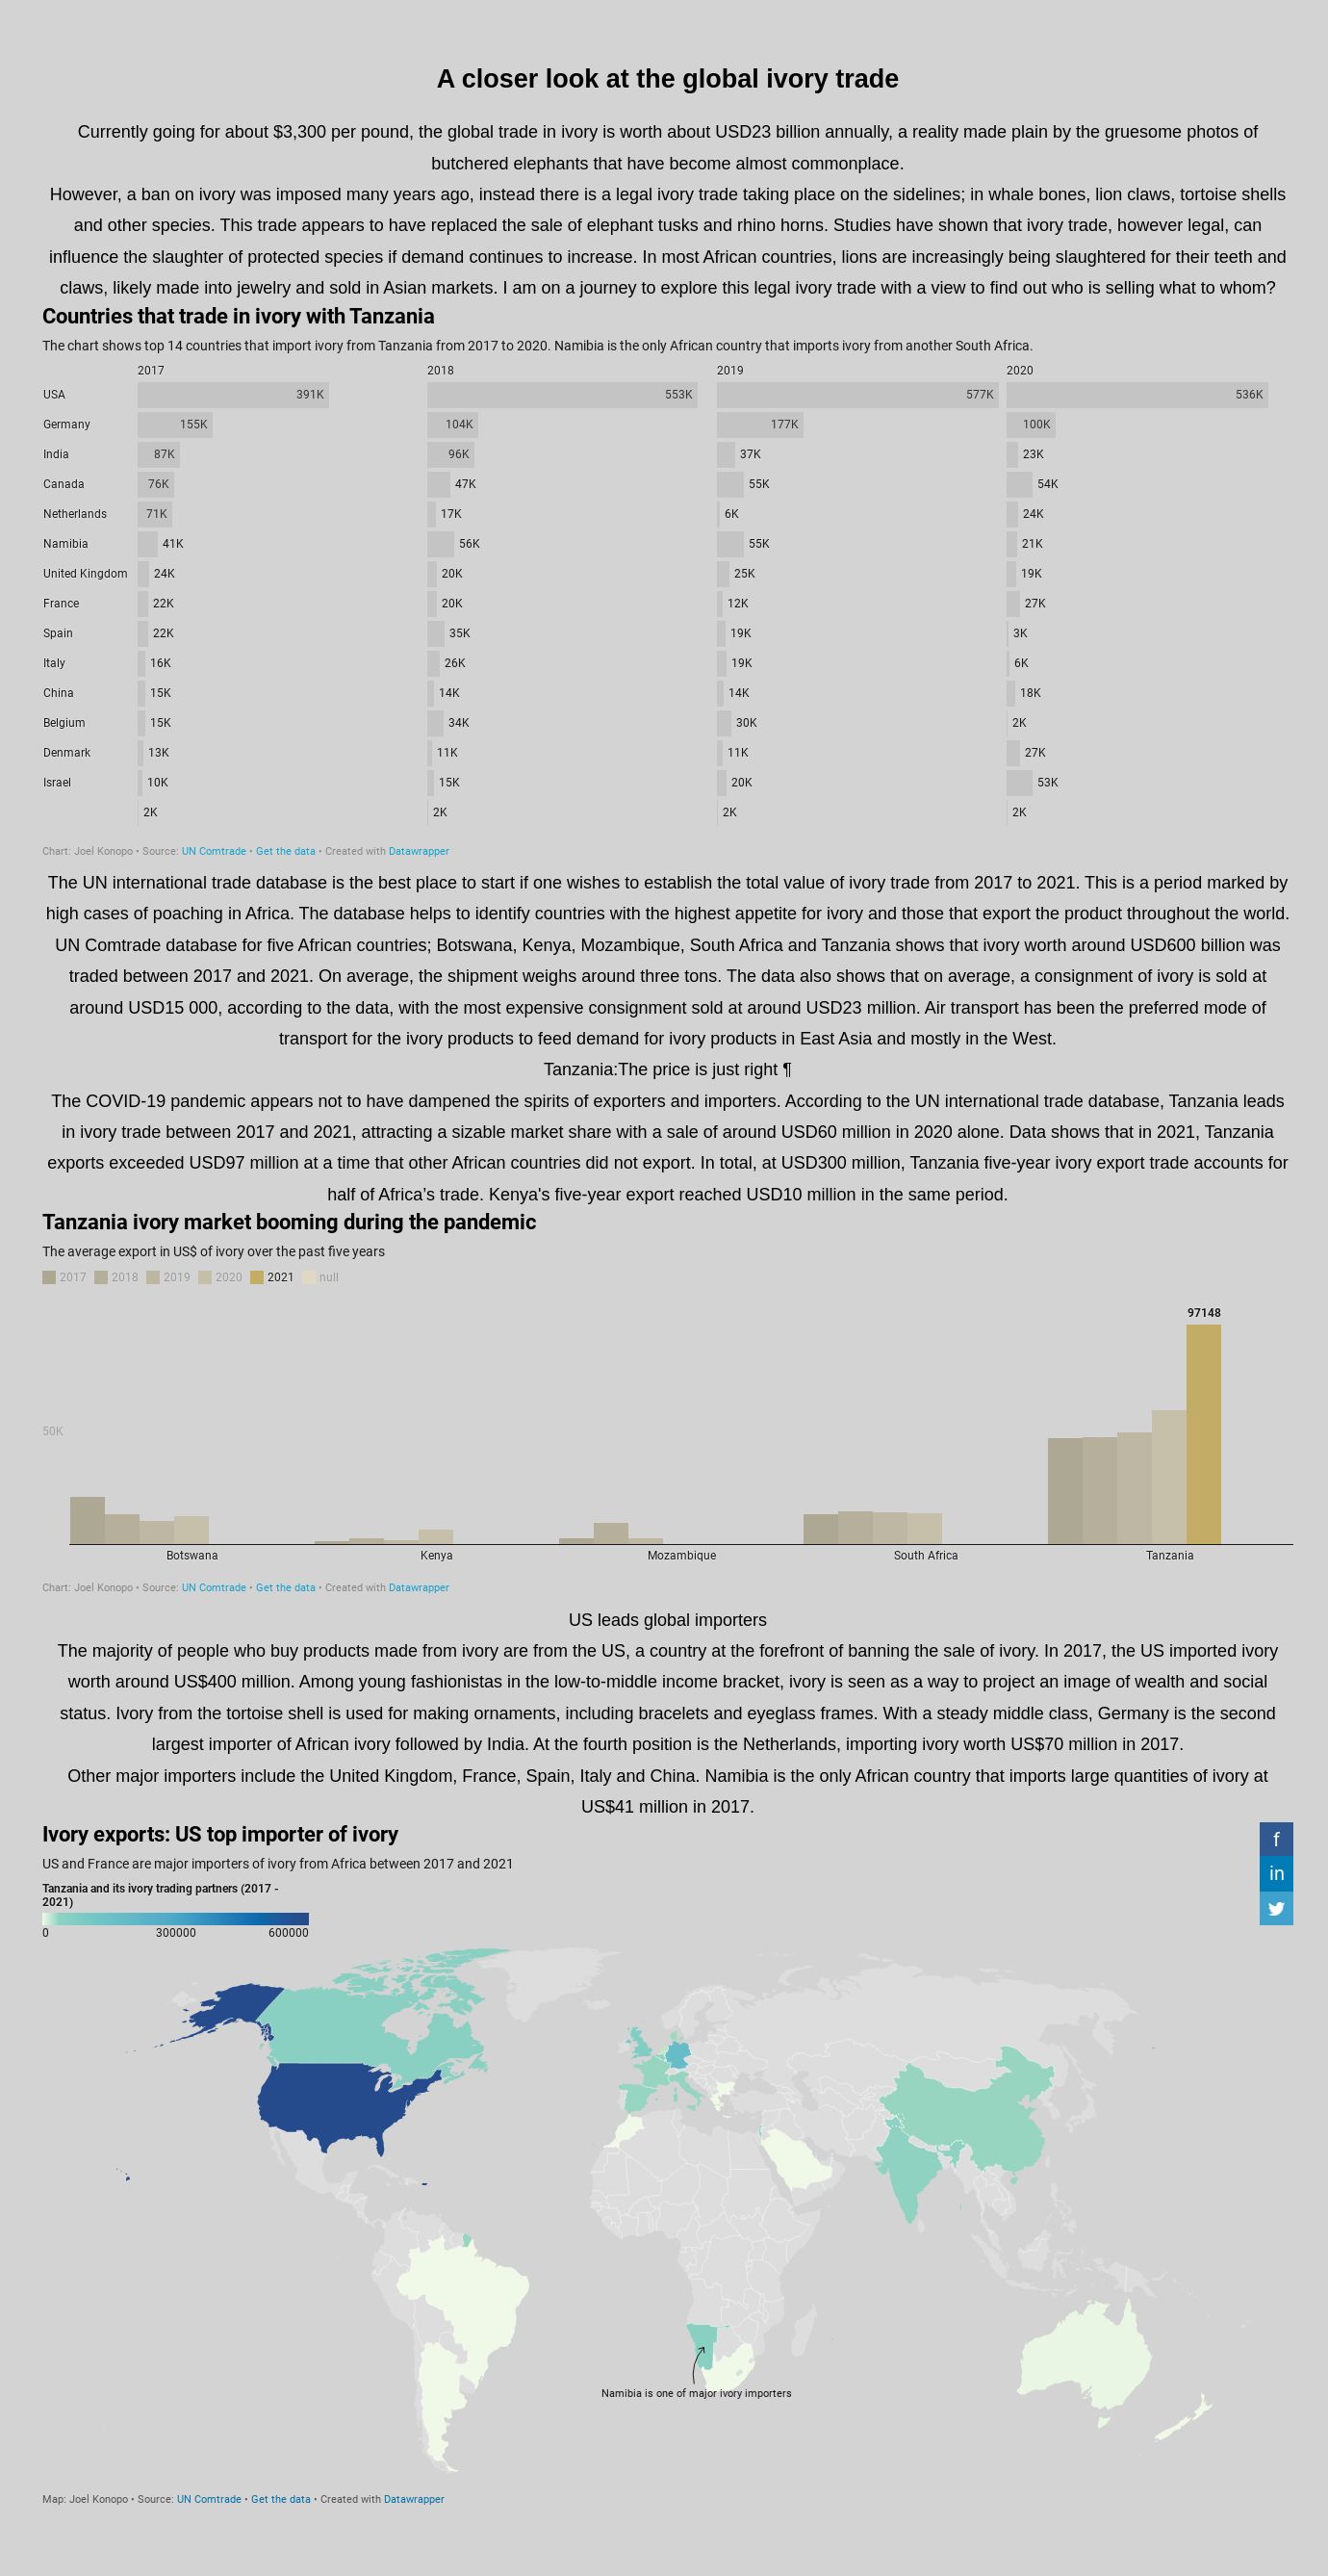 A closer look at the global ivory trade
Currently going for about $3,300 per pound, the global trade in ivory is worth about USD23 billion annually, a reality made plain by the gruesome photos of
butchered elephants that have become almost commonplace.
However, a ban on ivory was imposed many years ago, instead there is a legal ivory trade taking place on the sidelines; in whale bones, lion claws, tortoise shells
and other species. This trade appears to have replaced the sale of elephant tusks and rhino horns. Studies have shown that ivory trade, however legal, can
influence the slaughter of protected species if demand continues to increase. In most African countries, lions are increasingly being slaughtered for their teeth and
claws, likely made into jewelry and sold in Asian markets. I am on a journey to explore this legal ivory trade with a view to find out who is selling what to whom?
Countries that trade in ivory with Tanzania
The chart shows top 14 countries that import ivory from Tanzania from 2017 to 2020. Namibia is the only African country that imports ivory from another South Africa.
2017 2018 2019 2020
USA 391K 553K 577K 536K
Germany 155K 104K 177K 100K
India 87K 96K 37K 23K
Canada 76K 47K 55K 54K
Netherlands 71K 17K 6K 24K
Namibia 41K 56K 55K 21K
United Kingdom 24K 20K 25K 19K
France 22K 20K 12K 27K
Spain 22K 35K 19K 3K
Italy 16K 26K 19K 6K
China 15K 14K 14K 18K
Belgium 15K 34K 30K 2K
Denmark 13K 11K 11K 27K
Israel 10K 15K 20K 53K
2K 2K 2K 2K
Chart: Joel Konopo • Source: UN Comtrade • Get the data • Created with Datawrapper
The UN international trade database is the best place to start if one wishes to establish the total value of ivory trade from 2017 to 2021. This is a period marked by
high cases of poaching in Africa. The database helps to identify countries with the highest appetite for ivory and those that export the product throughout the world.
UN Comtrade database for five African countries; Botswana, Kenya, Mozambique, South Africa and Tanzania shows that ivory worth around USD600 billion was
traded between 2017 and 2021. On average, the shipment weighs around three tons. The data also shows that on average, a consignment of ivory is sold at
around USD15 000, according to the data, with the most expensive consignment sold at around USD23 million. Air transport has been the preferred mode of
transport for the ivory products to feed demand for ivory products in East Asia and mostly in the West.
Tanzania:The price is just right ¶
The COVID-19 pandemic appears not to have dampened the spirits of exporters and importers. According to the UN international trade database, Tanzania leads
in ivory trade between 2017 and 2021, attracting a sizable market share with a sale of around USD60 million in 2020 alone. Data shows that in 2021, Tanzania
exports exceeded USD97 million at a time that other African countries did not export. In total, at USD300 million, Tanzania five-year ivory export trade accounts for
half of Africa’s trade. Kenya's five-year export reached USD10 million in the same period.
Tanzania ivory market booming during the pandemic
The average export in US$ of ivory over the past five years
2017 2018 2019 2020 2021 null
97148
50K
Botswana Kenya Mozambique South Africa Tanzania
Chart: Joel Konopo • Source: UN Comtrade • Get the data • Created with Datawrapper
US leads global importers
The majority of people who buy products made from ivory are from the US, a country at the forefront of banning the sale of ivory. In 2017, the US imported ivory
worth around US$400 million. Among young fashionistas in the low-to-middle income bracket, ivory is seen as a way to project an image of wealth and social
status. Ivory from the tortoise shell is used for making ornaments, including bracelets and eyeglass frames. With a steady middle class, Germany is the second
largest importer of African ivory followed by India. At the fourth position is the Netherlands, importing ivory worth US$70 million in 2017.
Other major importers include the United Kingdom, France, Spain, Italy and China. Namibia is the only African country that imports large quantities of ivory at
US$41 million in 2017.
Ivory exports: US top importer of ivory
US and France are major importers of ivory from Africa between 2017 and 2021
f
in
Tanzania and its ivory trading partners (2017 -
2021)
0 300000 600000
Namibia is one of major ivory importers
Map: Joel Konopo • Source: UN Comtrade • Get the data • Created with Datawrapper